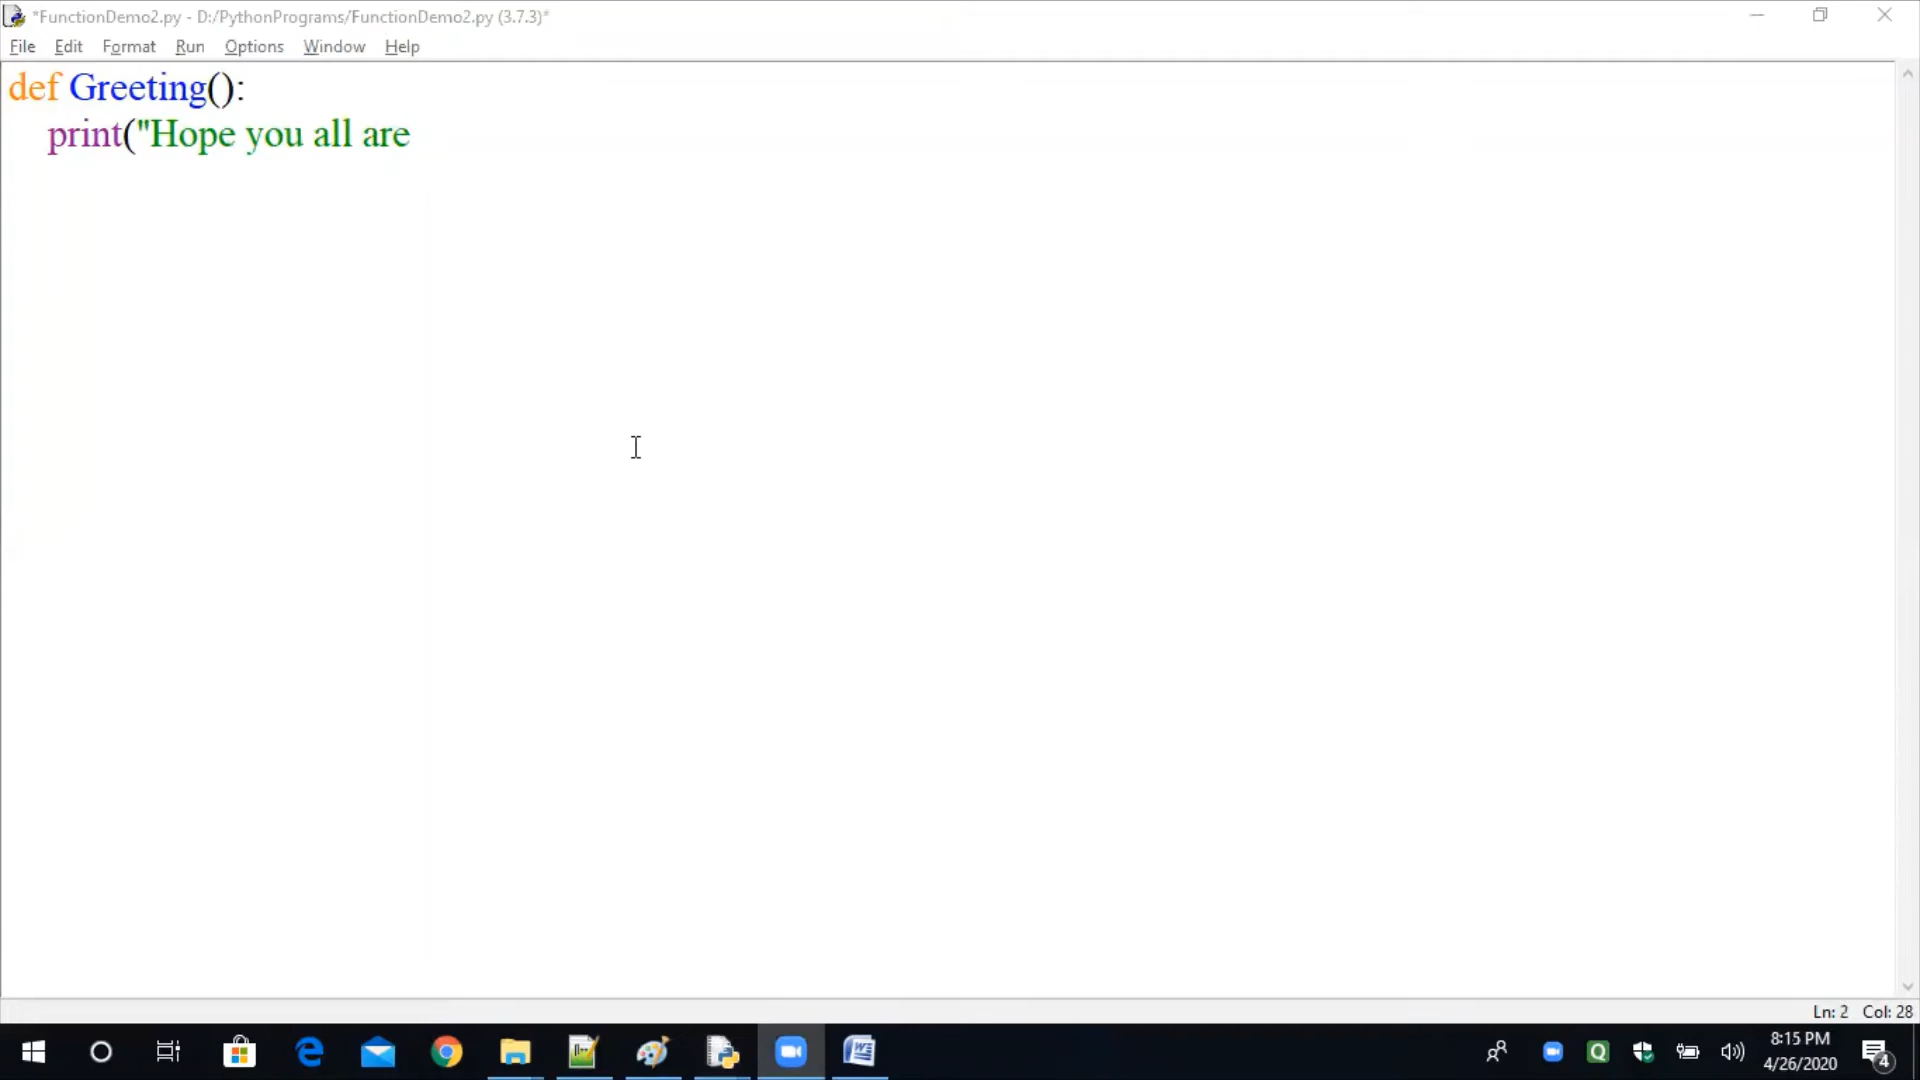 *FunctionDemo2.py - D:/PythonPrograms/FunctionDemo2.py (3.7.3)*
File Edit Format Run Options Window Help
def Greeting():
    print("Hope you all are
Ln: 2 Col: 28
8:15 PM
4/26/2020
4